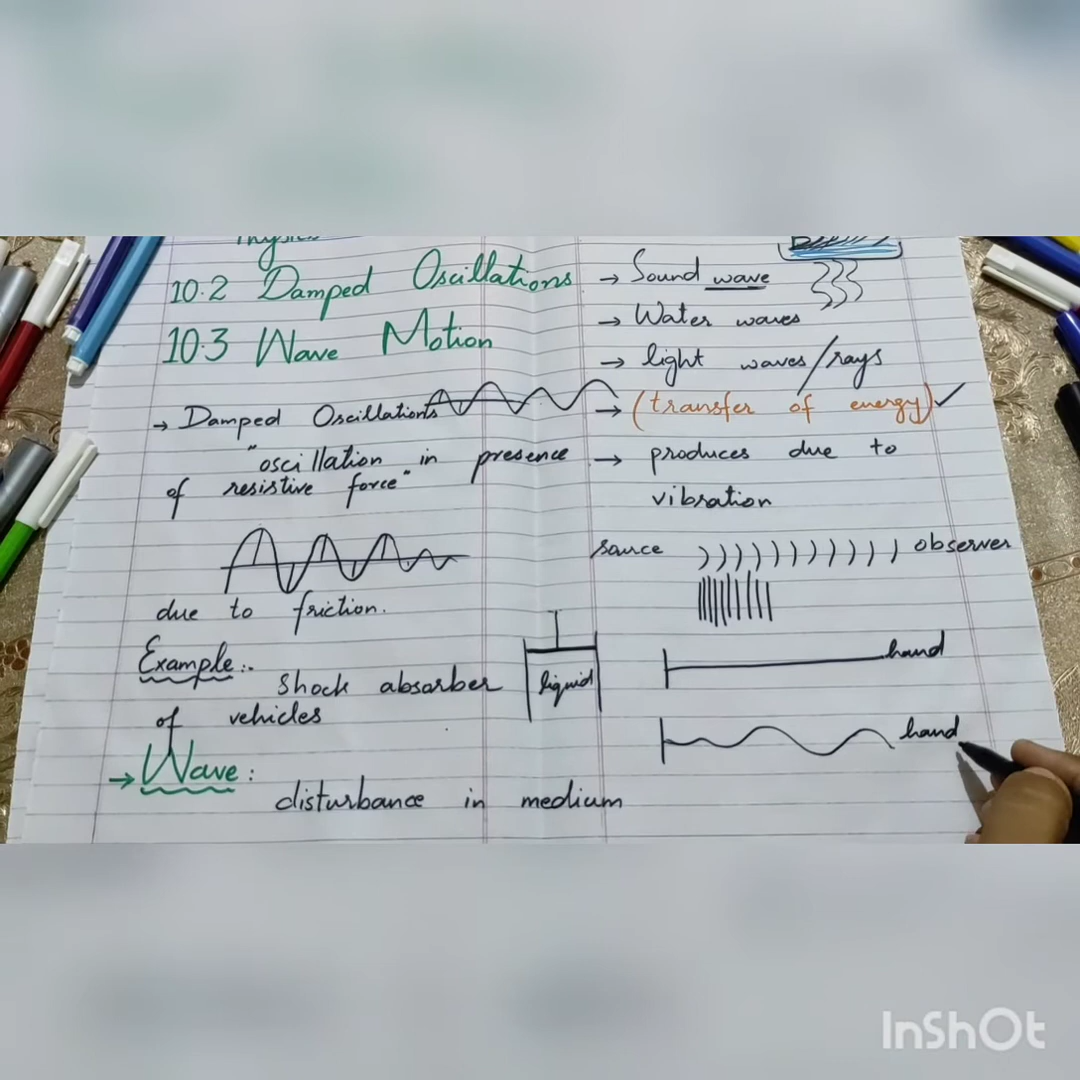 Physics
10.2 Damped Oscillations
10.3 Wave Motion
→ Damped Oscillations
"oscillation in presence
of resistive force"
due to friction.
Example:-
Shock absorber
of vehicles
liquid
→ Wave:
disturbance in medium
→ Sound wave
→ Water waves
→ light waves/rays
→ (transfer of energy) ✓
→ produces due to
vibration
source observer
hand
hand
InShOt